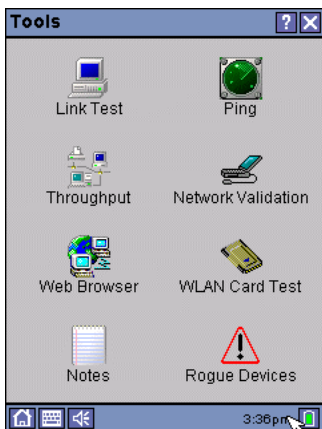 Tools ? X
Link Test Ping
Throughput Network Validation
Web Browser WLAN Card Test
Notes Rogue Devices
3:36pm